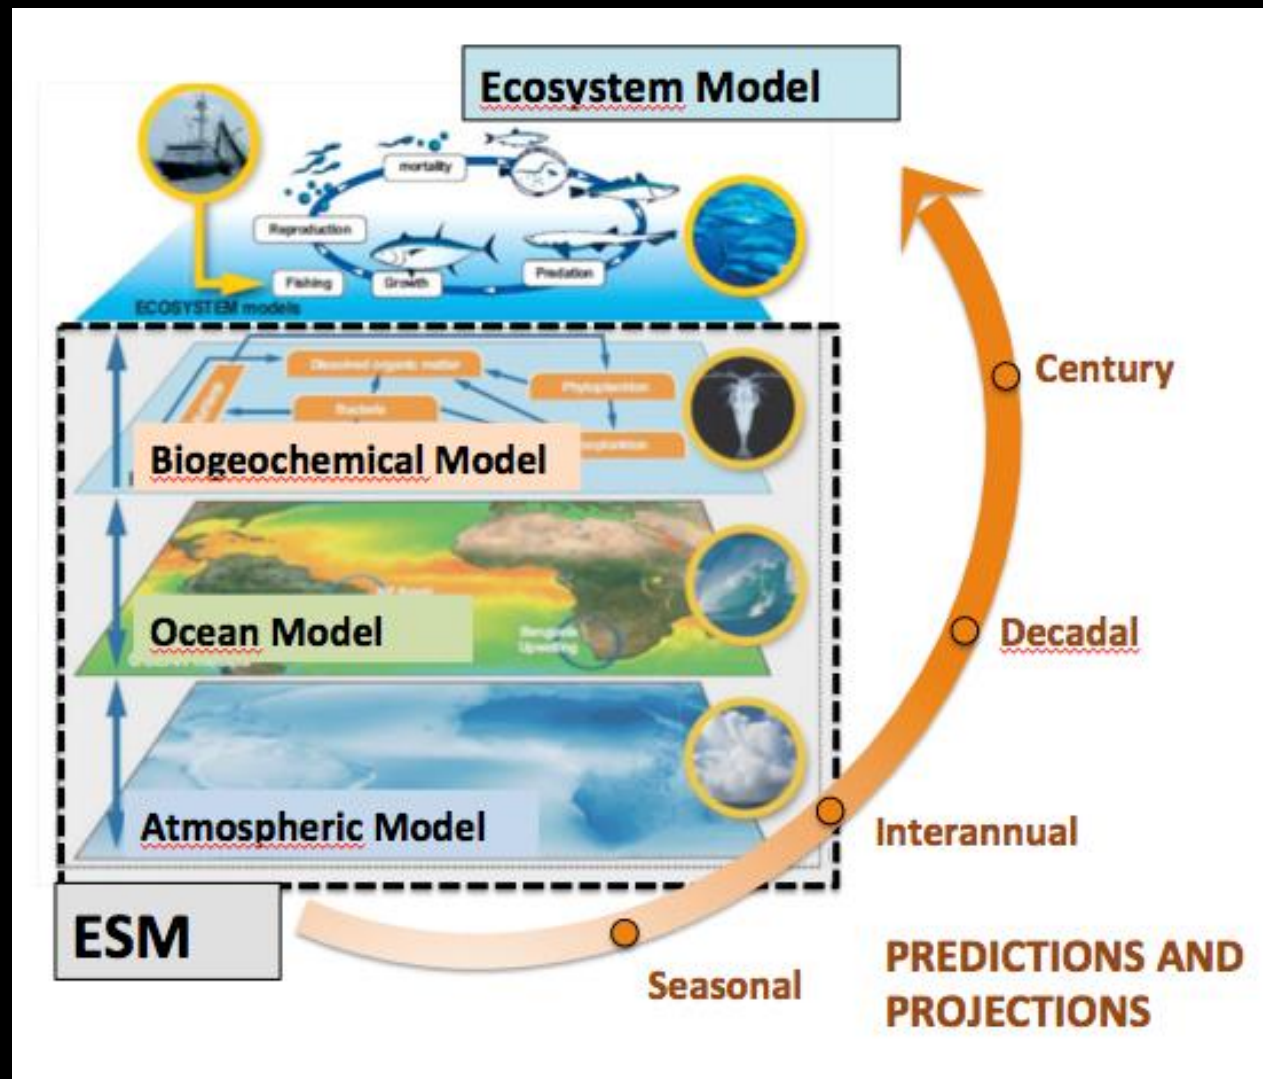 Ecosystem Model
mortality
Reproduction
Fishing
Growth
Predation
ECOSYSTEM models
Dissolved organic matter
Phytoplankton
Biogeochemical Model
Ocean Model
Benguela
Upwelling
Atmospheric Model
ESM
Century
Decadal
Interannual
Seasonal
PREDICTIONS AND
PROJECTIONS